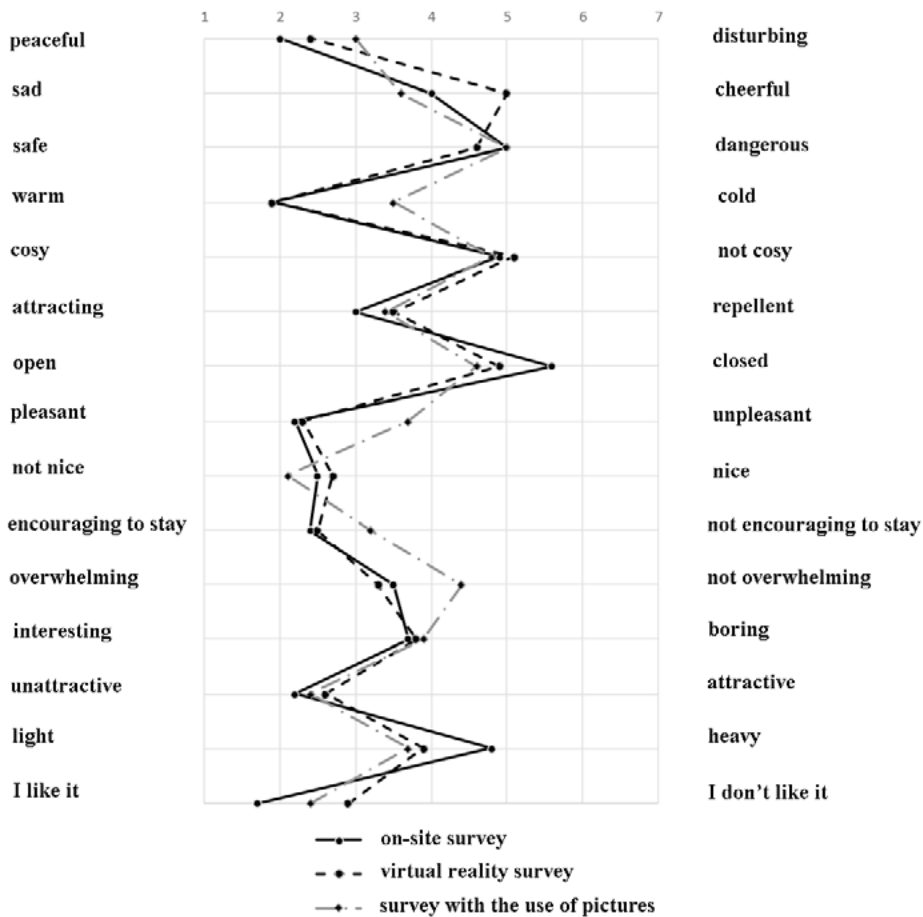 1 2 3 4 5 6 7
peaceful disturbing
sad cheerful
safe dangerous
warm cold
cosy not cosy
attracting repellent
open closed
pleasant unpleasant
not nice nice
encouraging to stay not encouraging to stay
overwhelming not overwhelming
interesting boring
unattractive attractive
light heavy
I like it I don't like it
on-site survey
virtual reality survey
survey with the use of pictures